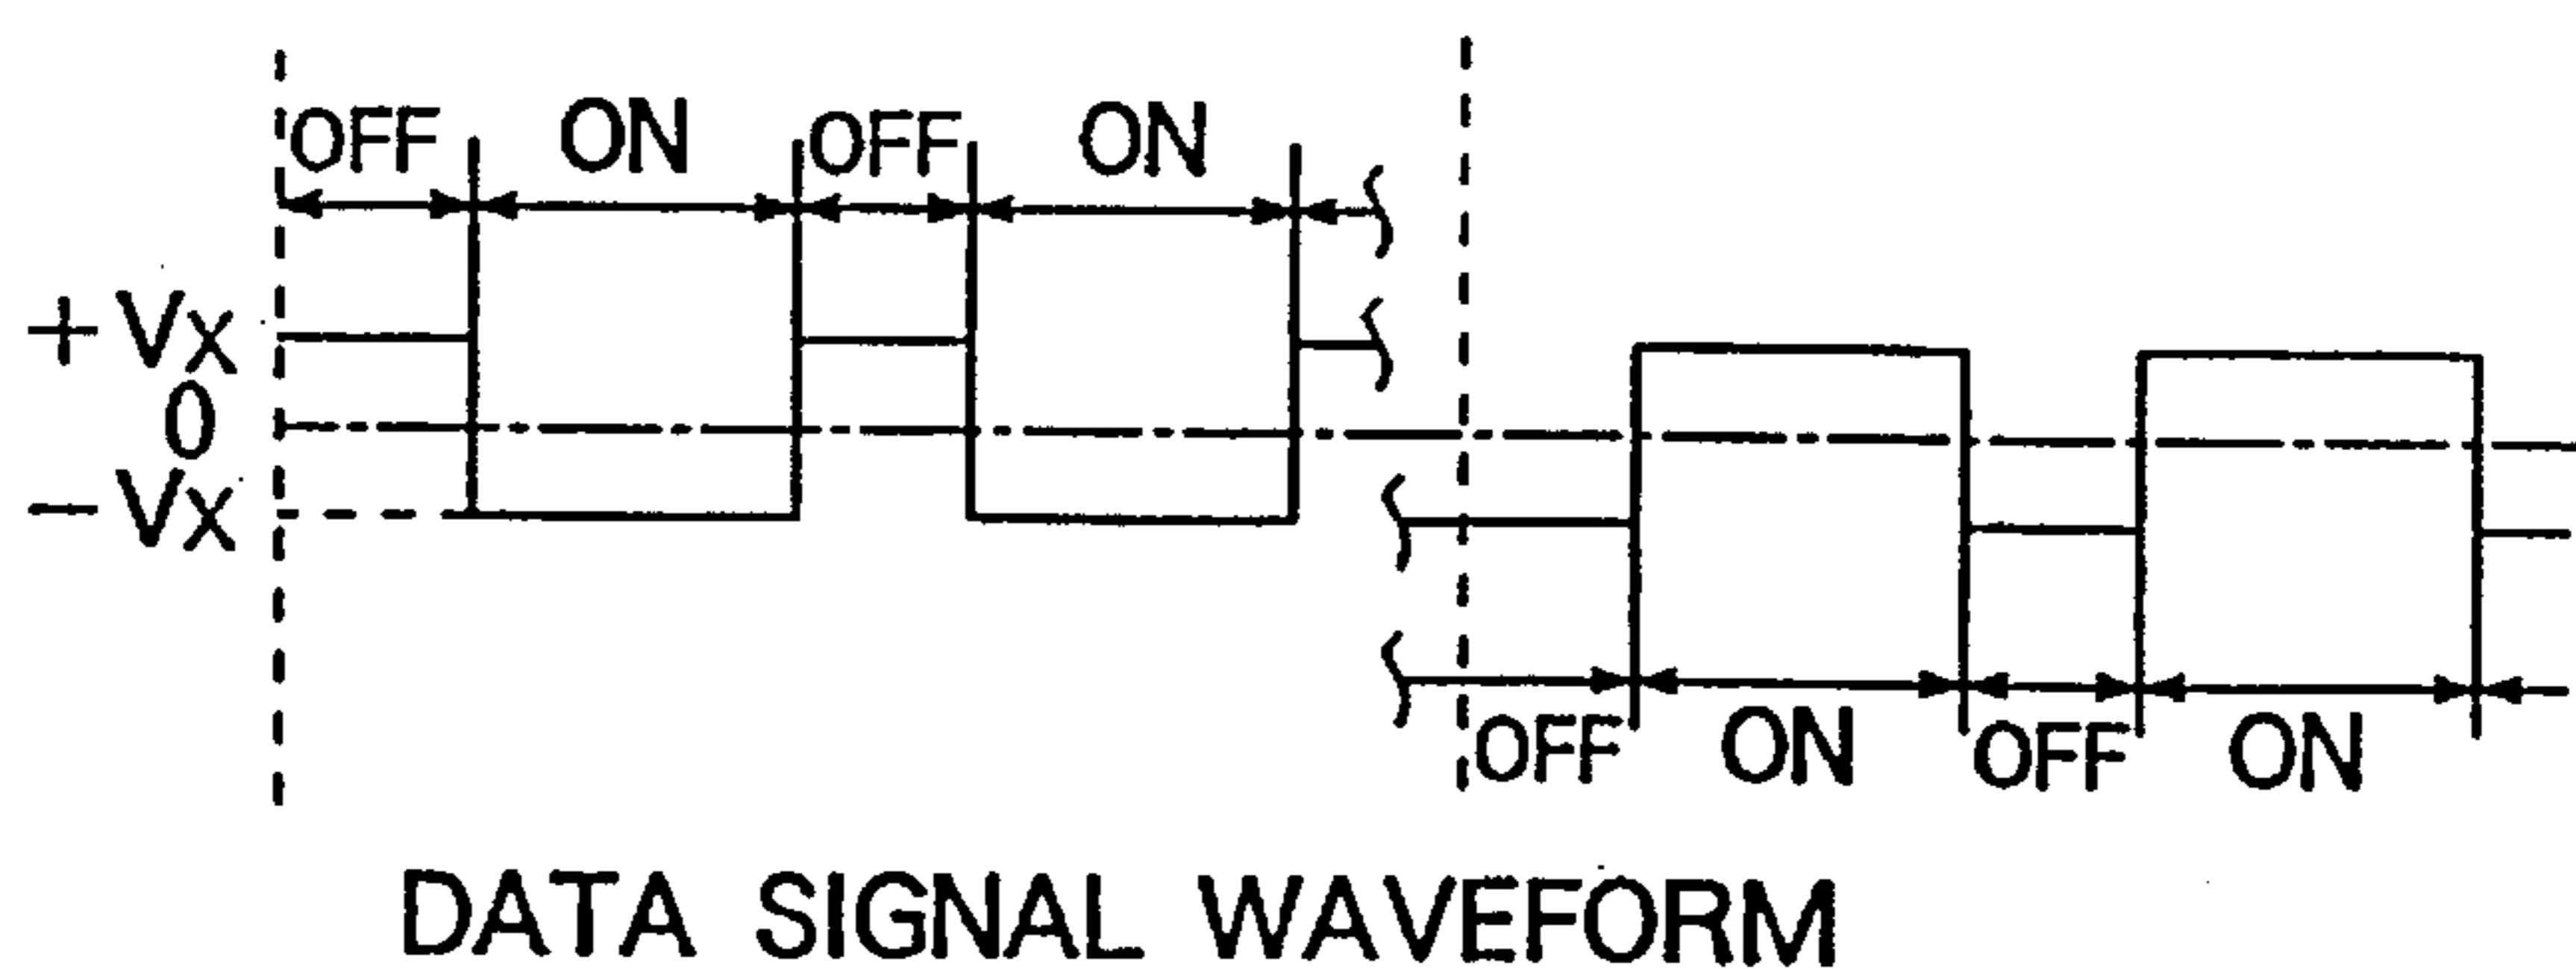 OFF ON OFF ON
+Vx
0
−Vx
OFF ON OFF ON
DATA SIGNAL WAVEFORM